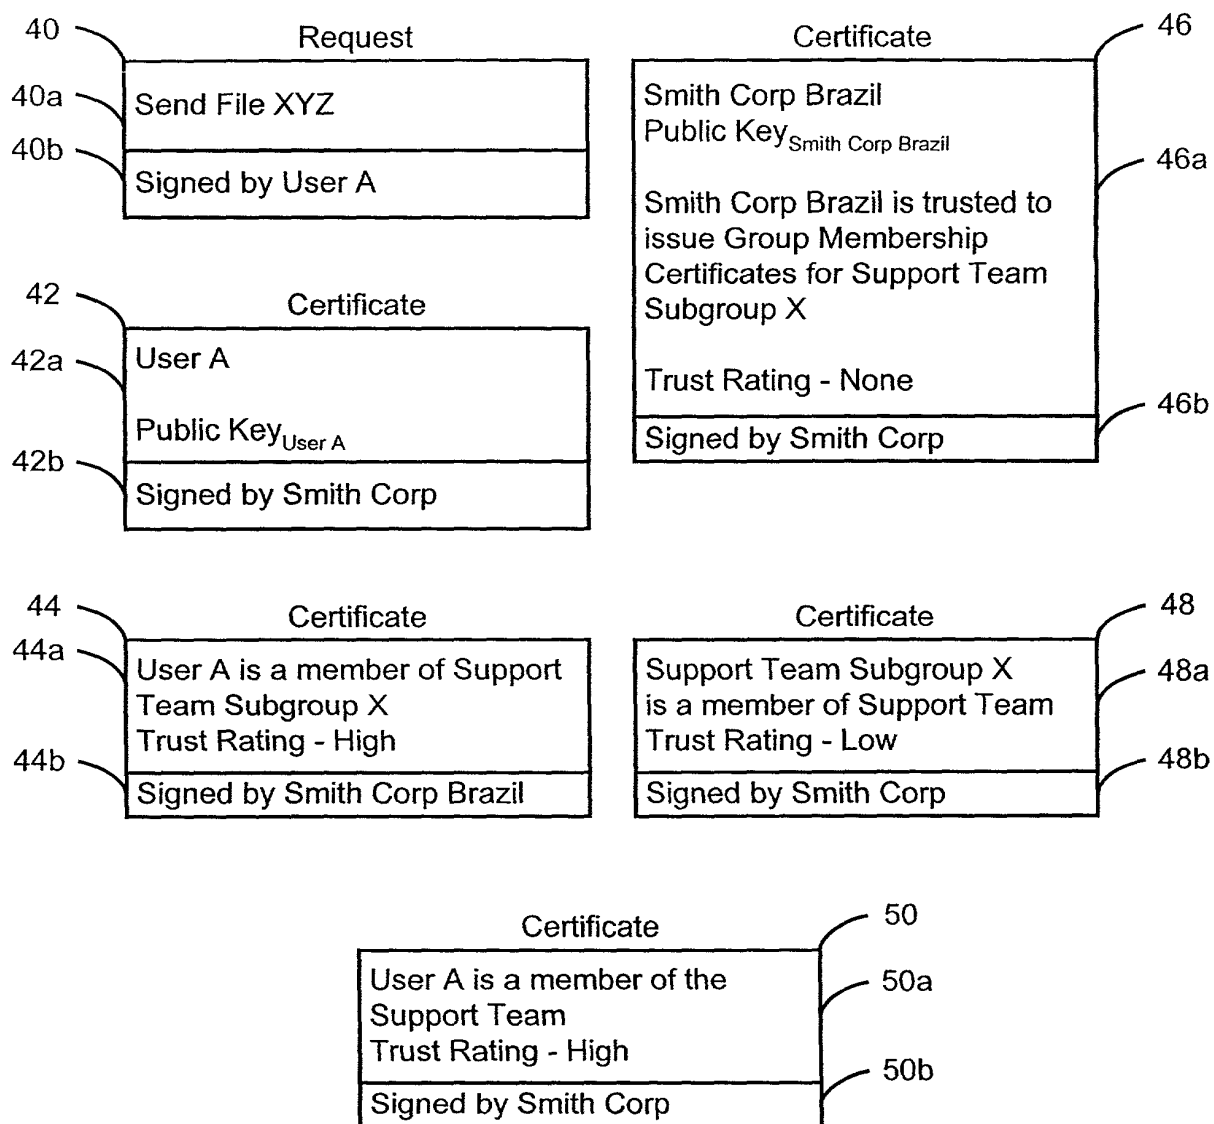 40
Request
40a
Send File XYZ
40b
Signed by User A
42
Certificate
42a
User A
Public KeyUser A
42b
Signed by Smith Corp
44
Certificate
44a
User A is a member of Support
Team Subgroup X
Trust Rating - High
44b
Signed by Smith Corp Brazil
Certificate
46
Smith Corp Brazil
Public KeySmith Corp Brazil
46a
Smith Corp Brazil is trusted to
issue Group Membership
Certificates for Support Team
Subgroup X
Trust Rating - None
46b
Signed by Smith Corp
Certificate
48
Support Team Subgroup X
48a
is a member of Support Team
Trust Rating - Low
48b
Signed by Smith Corp
Certificate
50
User A is a member of the
50a
Support Team
Trust Rating - High
50b
Signed by Smith Corp